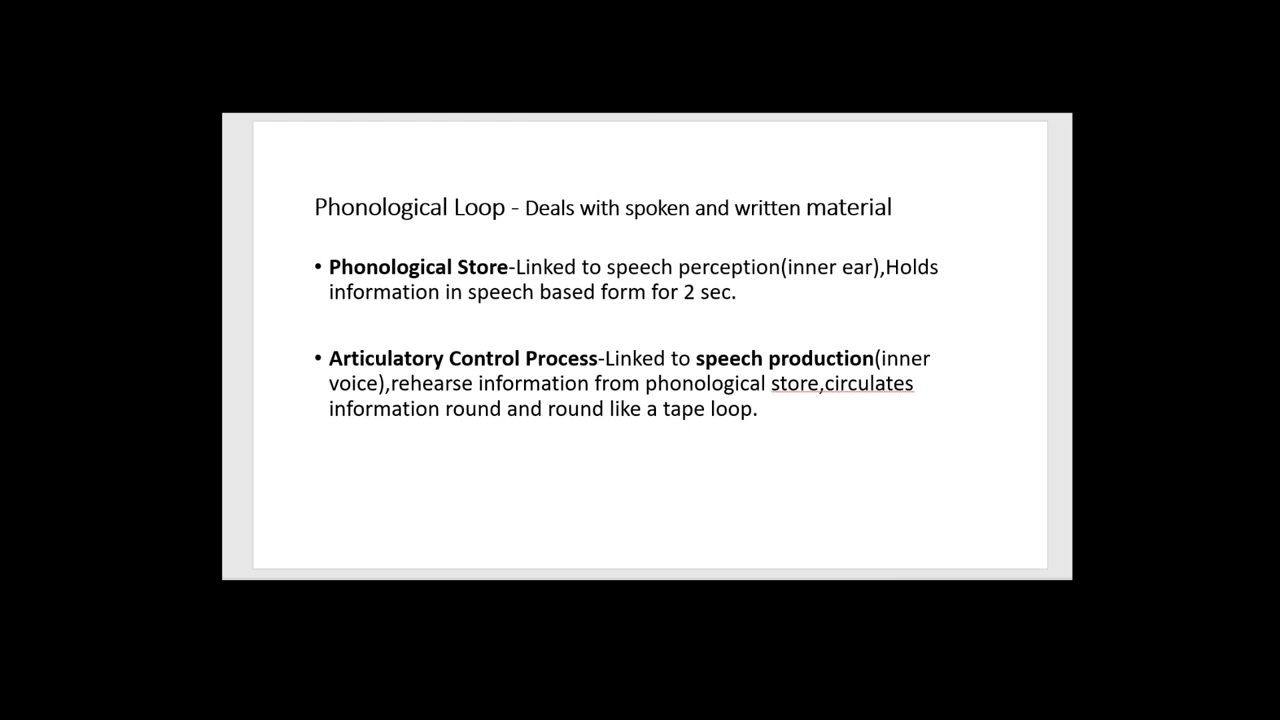 Phonological Loop - Deals with spoken and written material
• Phonological Store-Linked to speech perception(inner ear),Holds
information in speech based form for 2 sec.
• Articulatory Control Process-Linked to speech production(inner
voice),rehearse information from phonological store,circulates
information round and round like a tape loop.